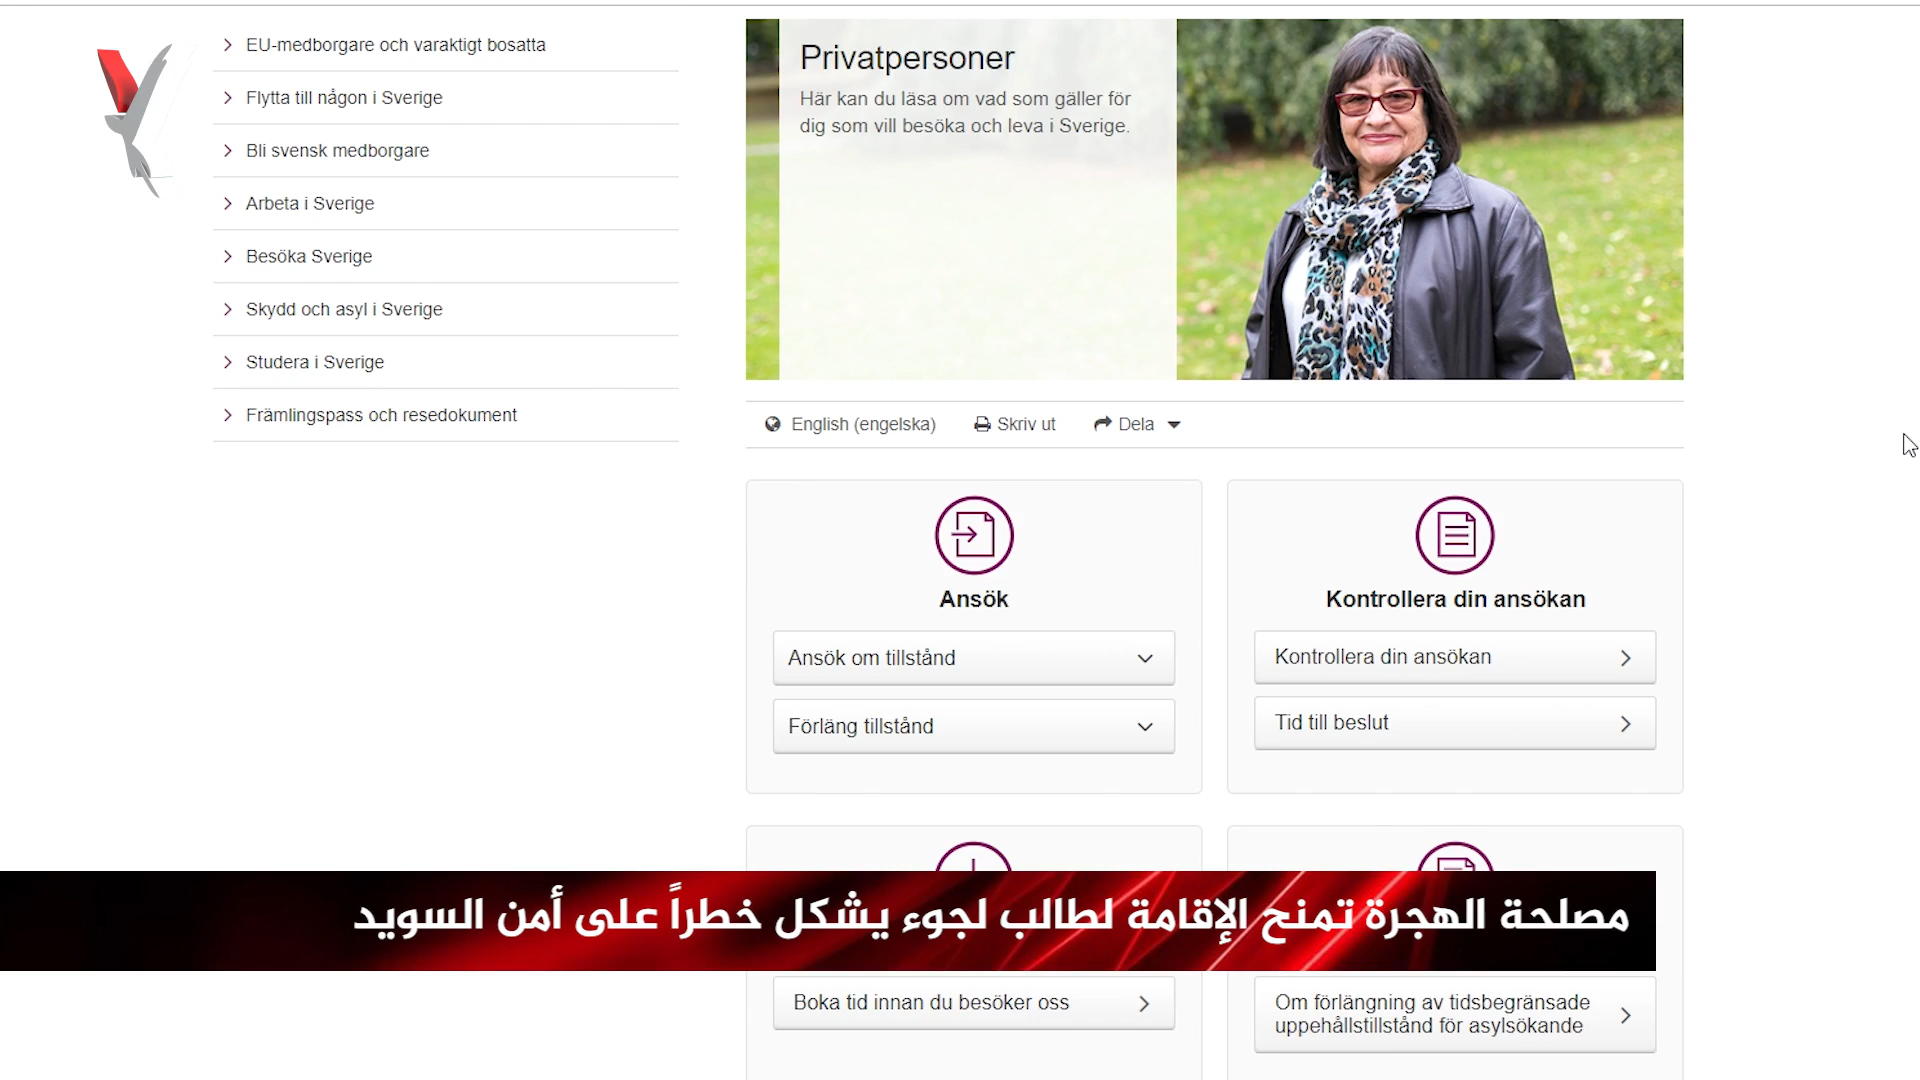 EU-medborgare och varaktigt bosatta
Flytta till någon i Sverige
Bli svensk medborgare
Arbeta i Sverige
Besöka Sverige
Skydd och asyl i Sverige
Studera i Sverige
Främlingspass och resedokument
Privatpersoner
Här kan du läsa om vad som gäller för
dig som vill besöka och leva i Sverige.
English (engelska) Skriv ut Dela
Ansök
Ansök om tillstånd
Förläng tillstånd
Kontrollera din ansökan
Kontrollera din ansökan
Tid till beslut
مصلحة الهجرة تمنح الإقامة لطالب لجوء يشكل خطراً على أمن السويد
Boka tid innan du besöker oss
Om förlängning av tidsbegränsade
uppehållstillstånd för asylsökande